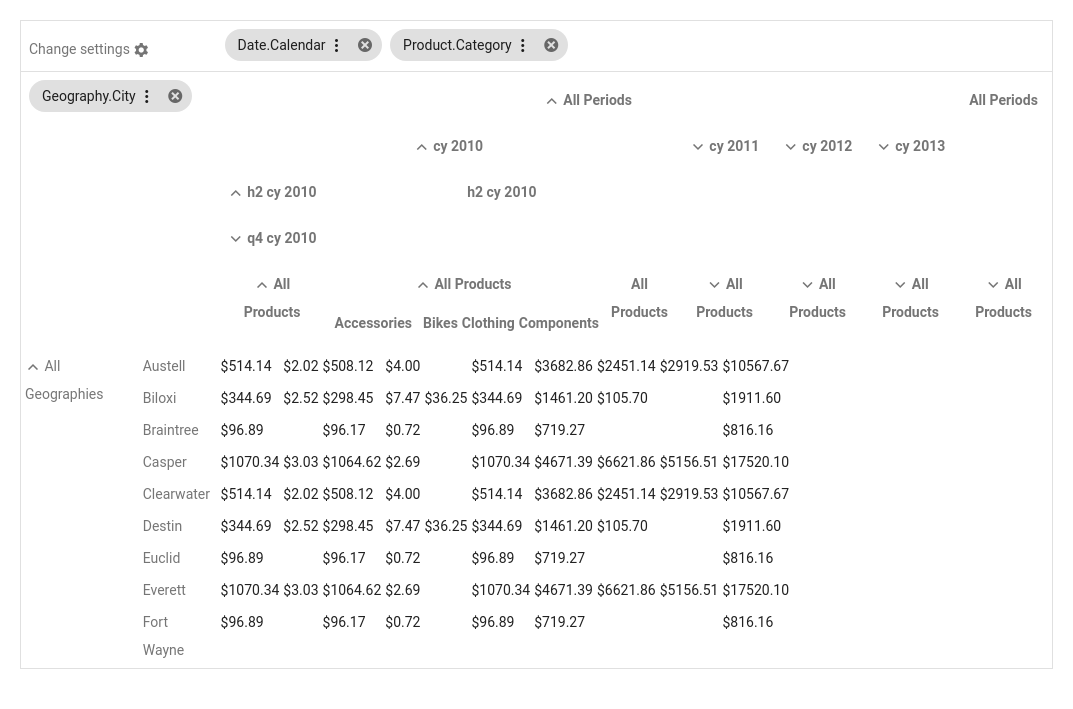 Change settings Date.Calendar Product.Category
Geography.City All Periods All Periods
cy 2010 cy 2011 cy 2012 cy 2013
h2 cy 2010 h2 cy 2010
q4 cy 2010
All All Products All All All All All
Products Products Products Products Products Products
Accessories Bikes Clothing Components
All Austell $514.14 $2.02 $508.12 $4.00 $514.14 $3682.86 $2451.14 $2919.53 $10567.67
Geographies Biloxi $344.69 $2.52 $298.45 $7.47 $36.25 $344.69 $1461.20 $105.70 $1911.60
Braintree $96.89 $96.17 $0.72 $96.89 $719.27 $816.16
Casper $1070.34 $3.03 $1064.62 $2.69 $1070.34 $4671.39 $6621.86 $5156.51 $17520.10
Clearwater $514.14 $2.02 $508.12 $4.00 $514.14 $3682.86 $2451.14 $2919.53 $10567.67
Destin $344.69 $2.52 $298.45 $7.47 $36.25 $344.69 $1461.20 $105.70 $1911.60
Euclid $96.89 $96.17 $0.72 $96.89 $719.27 $816.16
Everett $1070.34 $3.03 $1064.62 $2.69 $1070.34 $4671.39 $6621.86 $5156.51 $17520.10
Fort $96.89 $96.17 $0.72 $96.89 $719.27 $816.16
Wayne